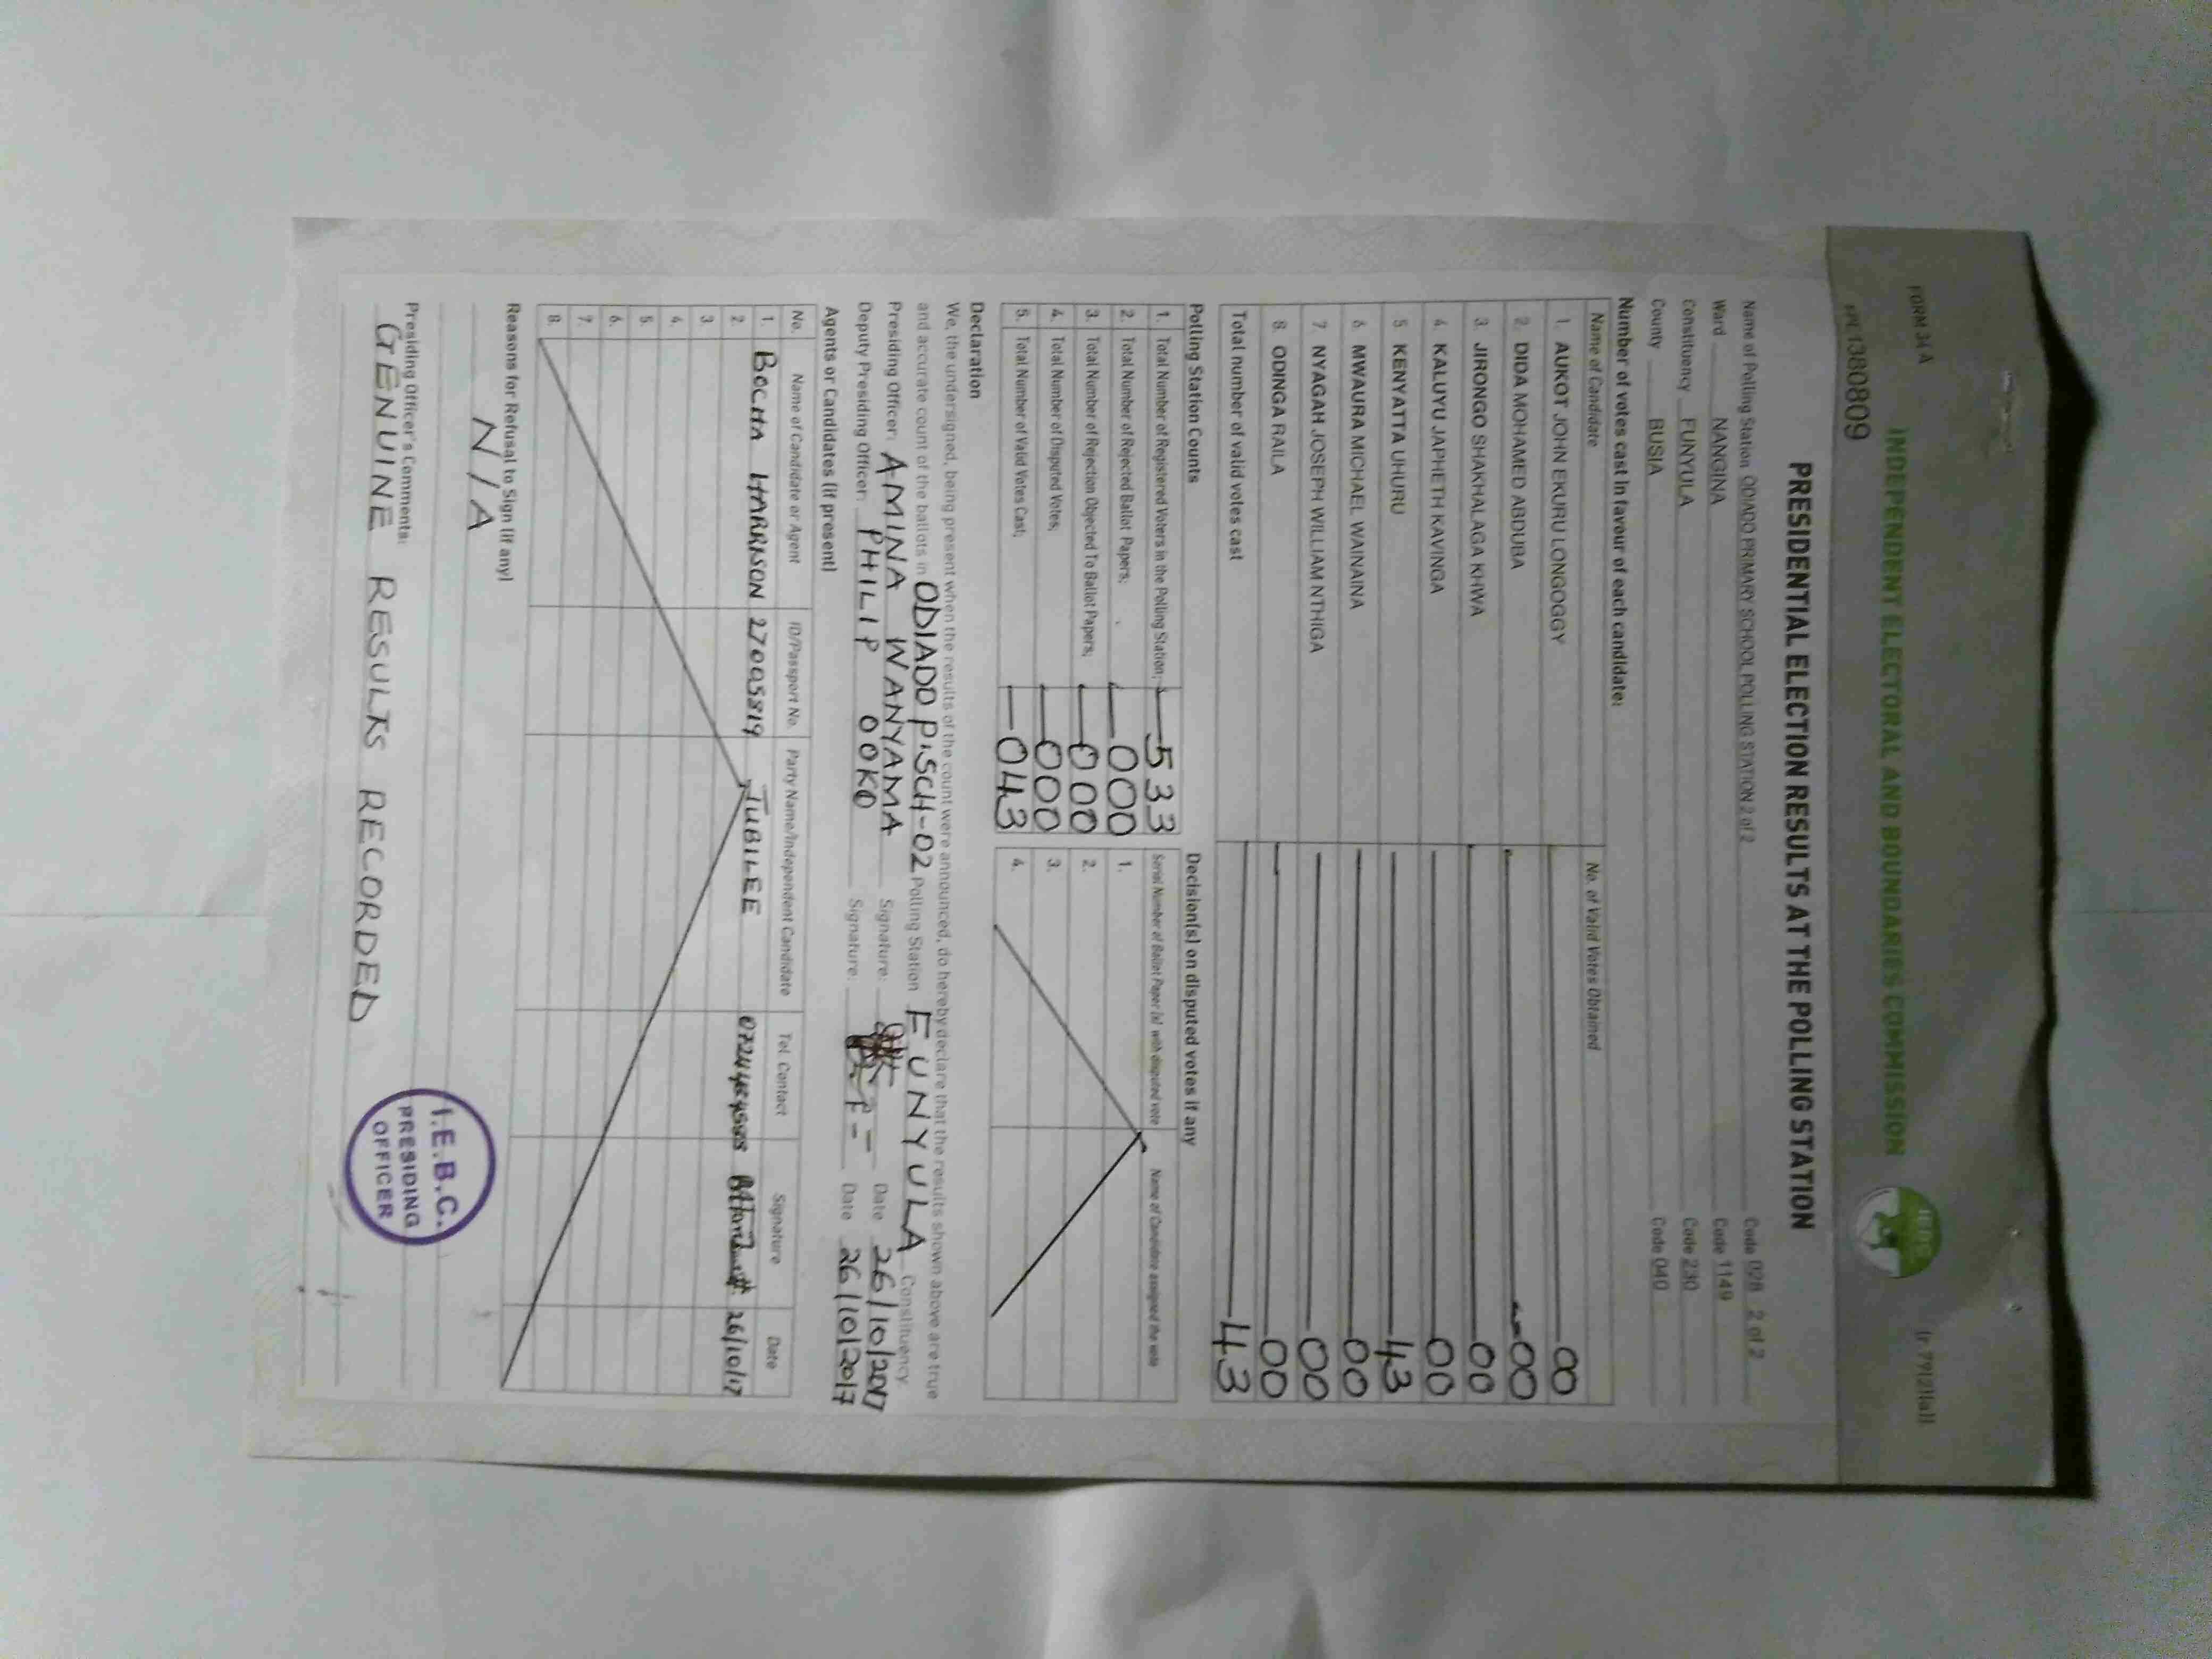 FORM 34 A
(r. 79(2)(a))
INDEPENDENT ELECTORAL AND BOUNDARIES COMMISSION
IEBC
138089
PRESIDENTIAL ELECTION RESULTS AT THE POLLING STATION
Name of Polling Station ODIADO PRIMARY SCHOOL POLLING STATION 2 of 2 Code 028 2 of 2
Ward NANGINA Code 1149
Constituency FUNYULA Code 230
County BUSIA Code 040
Number of votes cast in favour of each candidate:
Name of Candidate No. of Valid Votes Obtained
1. AUKOT JOHN EKURU LONGOGGY 00
2. DIDA MOHAMED ABDUBA 00
3. JIRONGO SHAKHALAGA KHWA 00
4. KALUYU JAPHETH KAVINGA 00
5. KENYATTA UHURU 43
6. MWAURA MICHAEL WAINAINA 00
7. NYAGAH JOSEPH WILLIAM NTHIGA 00
8. ODINGA RAILA 00
Total number of valid votes cast 43
Polling Station Counts
1. Total Number of Registered Voters in the Polling Station; 533
2. Total Number of Rejected Ballot Papers; 000
3. Total Number of Rejection Objected To Ballot Papers; 000
4. Total Number of Disputed Votes; 000
5. Total Number of Valid Votes Cast; 043
Decision(s) on disputed votes if any
Serial Number of Ballot Paper (s) with disputed vote Name of Candidate assigned the vote
1.
2.
3.
4.
Declaration
We, the undersigned, being present when the results of the count were announced, do hereby declare that the results shown above are true
and accurate count of the ballots in ODIADO P.SCH-02 Polling Station FUNYULA Constituency.
Presiding Officer: AMINA WANYAMA Signature: Date 26/10/2017
Deputy Presiding Officer: PHILIP OOKO Signature: Date 26/10/2017
Agents or Candidates (if present)
No. Name of Candidate or Agent ID/Passport No. Party Name/Independent Candidate Tel. Contact Signature Date
1. BOCHA HARRISON 27005819 JUBILEE 26/10/17
2.
3.
4.
5.
6.
7.
8.
Reasons for Refusal to Sign (if any)
N/A
Presiding Officer's Comments:
GENUINE RESULTS RECORDED
I.E.B.C.
PRESIDING
OFFICER